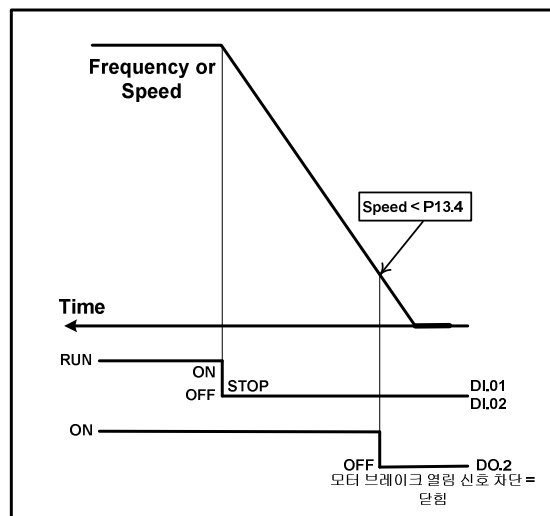 Frequency or
Speed
Speed < P13.4
Time
RUN
ON
OFF
STOP
DI.01
DI.02
ON
OFF
DO.2
모터 브레이크 열림 신호 차단 =
닫힘